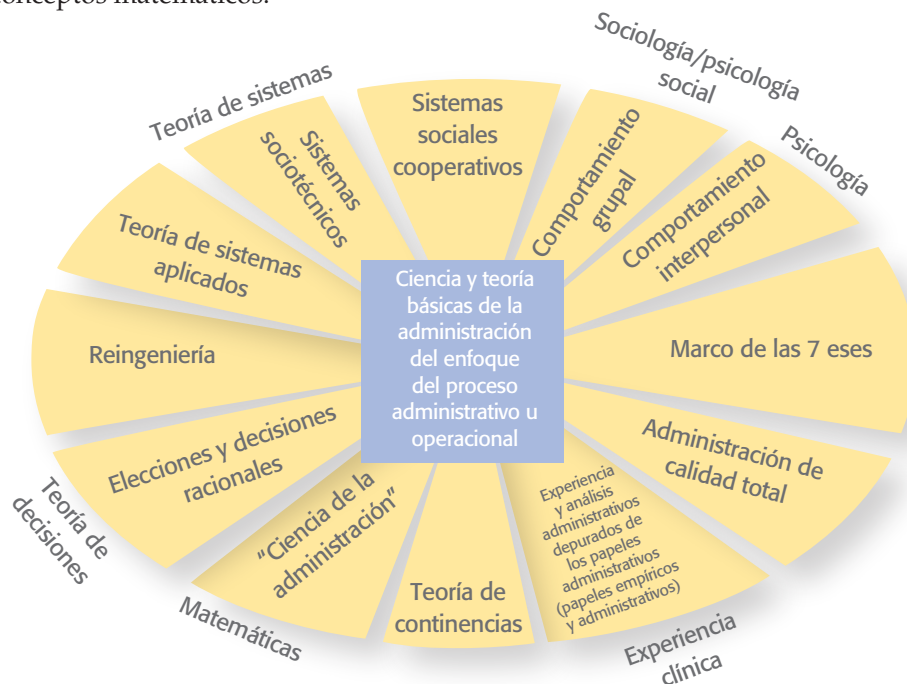 conceptos matemáticos.
Sociología/psicología
social
Teoría de sistemas
Psicología
Sistemas
sociales
cooperativos
Sistemas
sociotécnicos
Comportamiento
grupal
Comportamiento
interpersonal
Teoría de sistemas
aplicados
Ciencia y teoría
básicas de la
administración
del enfoque
del proceso
administrativo u
operacional
Reingeniería
Marco de las 7 eses
Elecciones y decisiones
racionales
Administración de
calidad total
Teoría de
decisiones
"Ciencia de la
administración"
Experiencia
y análisis
administrativos
depurados de
los papeles
administrativos
(papeles empíricos
y administrativos)
Teoría de
continencias
Matemáticas
Experiencia
clínica